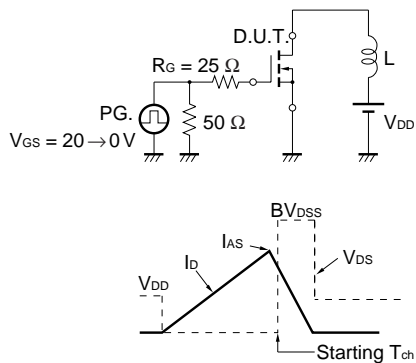 D.U.T.
RG = 25 Ω
L
PG.
50 Ω
VDD
VGS = 20 → 0 V
BVDSS
IAS
VDS
ID
VDD
Starting Tch